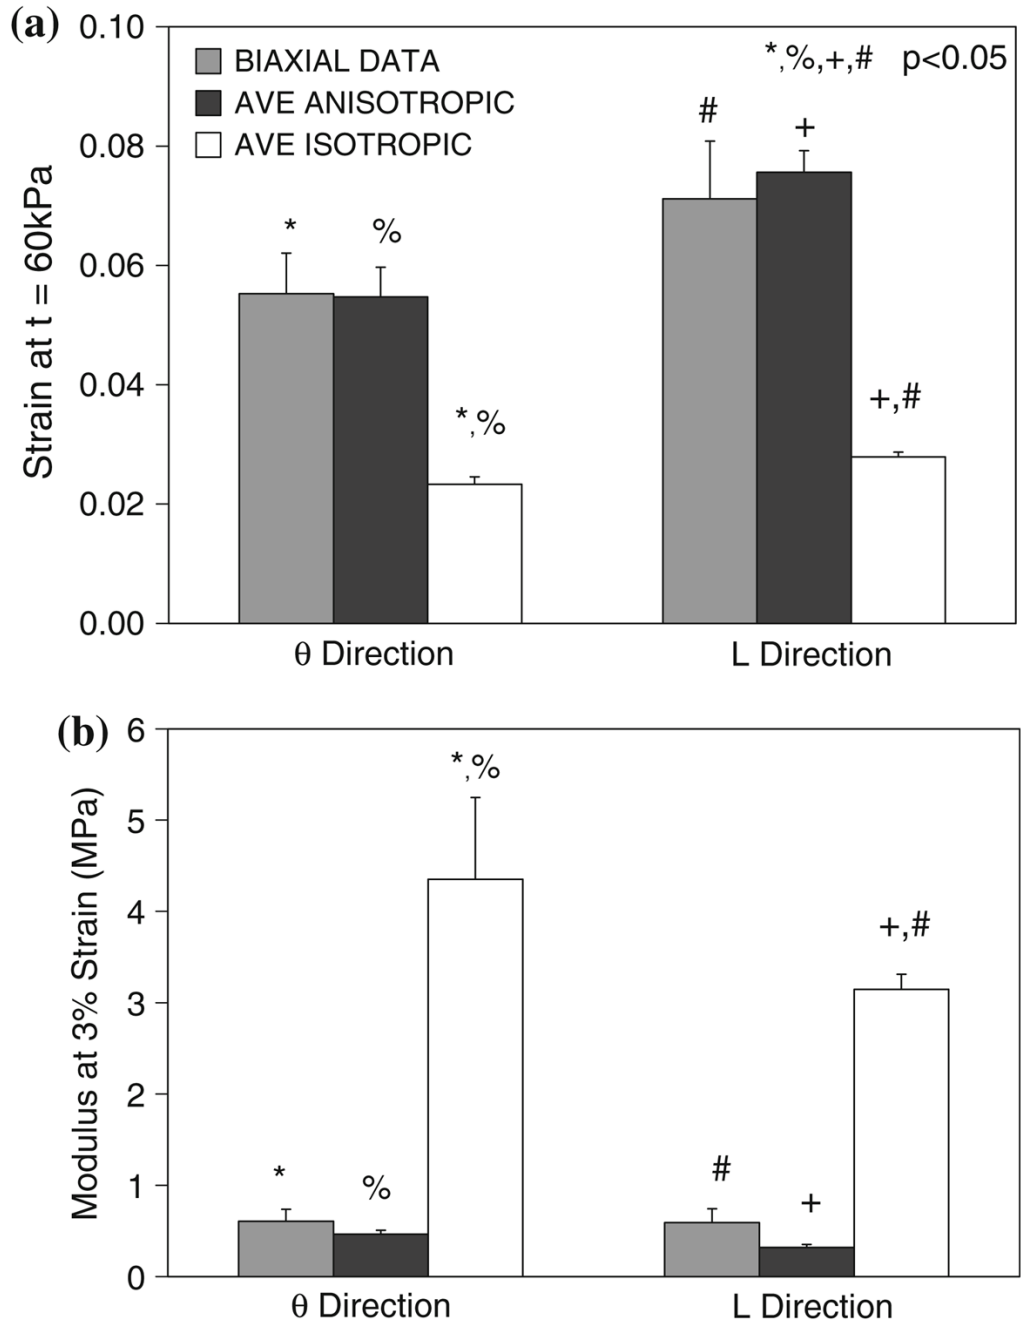 (a)
0.10
0.08
0.06
0.04
0.02
0.00
Strain at t = 60kPa
BIAXIAL DATA
AVE ANISOTROPIC
AVE ISOTROPIC
*,%,+,# p<0.05
*
%
*,%
#
+
+,#
θ Direction
L Direction
(b)
6
5
4
3
2
1
0
Modulus at 3% Strain (MPa)
*
%
*,%
#
+
+,#
θ Direction
L Direction